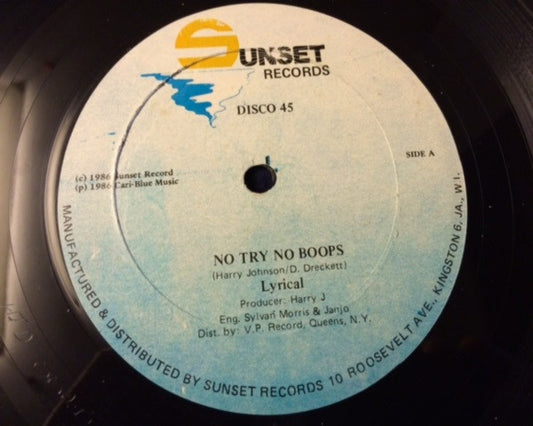 SUNSET
RECORDS
DISCO 45
SIDE A
(c) 1986 Sunset Record
(p) 1986 Cari-Blue Music
NO TRY NO BOOPS
(Harry Johnson/D. Dreckett)
Lyrical
Producer: Harry J
Eng. Sylvan Morris & Janjo
Dist. by: V.P. Record, Queens, N.Y.
MANUFACTURED & DISTRIBUTED BY SUNSET RECORDS 10 ROOSEVELT AVE., KINGSTON 6, JA., W.I.